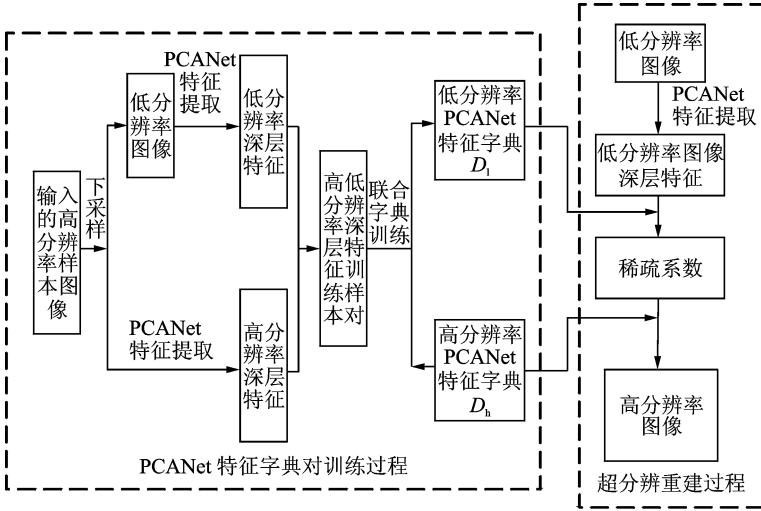 输入
的高
分辨
率样
本图
像
下采样
低分
辨率
图像
PCANet
特征
提取
低分
辨率
深层
特征
PCANet
特征提取
高分
辨率
深层
特征
高低
分辨
率深
层特
征训
练样
本对
联合
字典
训练
低分辨率
PCANet
特征字典
D₁
高分辨率
PCANet
特征字典
Dₕ
PCANet 特征字典对训练过程
低分辨率
图像
PCANet
特征提取
低分辨率图像
深层特征
稀疏系数
高分辨率
图像
超分辨重建过程